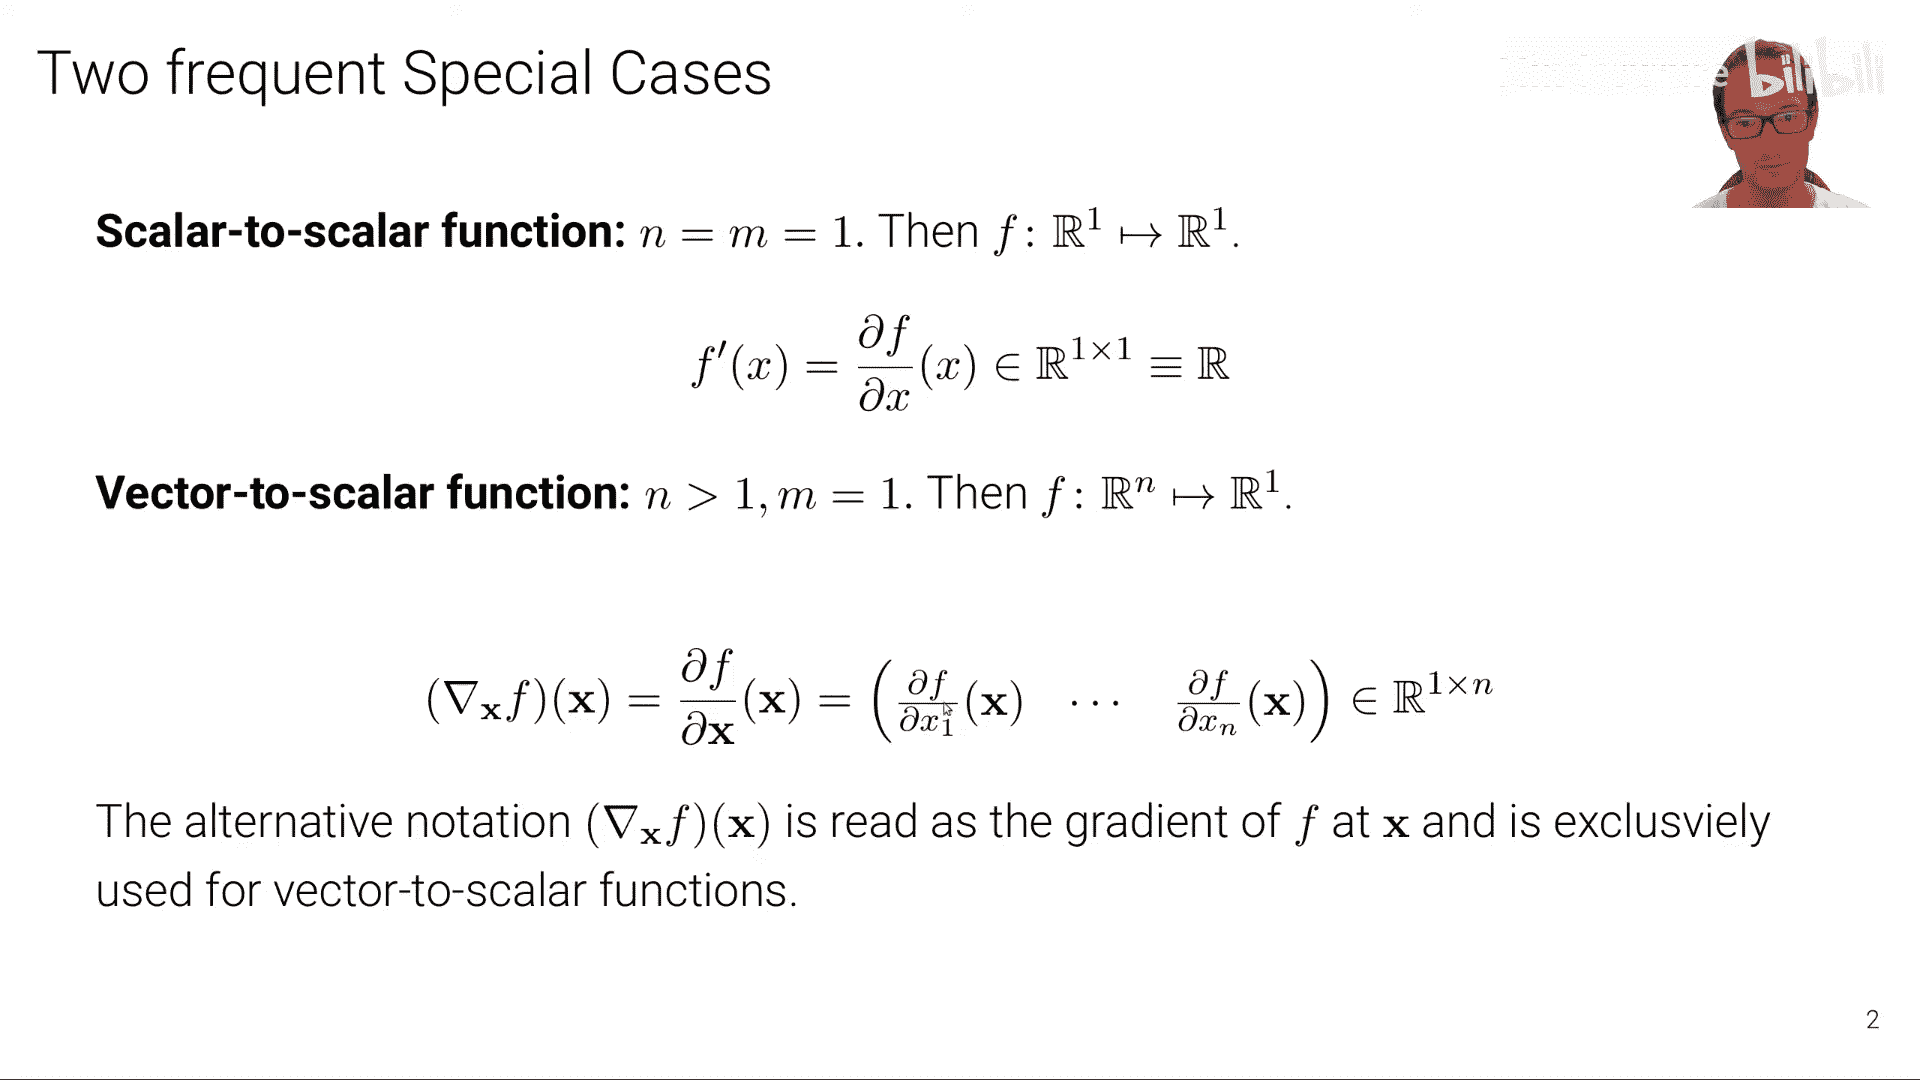 Two frequent Special Cases
bilibili
Scalar-to-scalar function: n = m = 1. Then f : ℝ¹ ↦ ℝ¹.
f′(x) = ∂f/∂x (x) ∈ ℝ^{1×1} ≡ ℝ
Vector-to-scalar function: n > 1, m = 1. Then f : ℝⁿ ↦ ℝ¹.
(∇ₓf)(x) = ∂f/∂x (x) = ( ∂f/∂x₁ (x) ⋯ ∂f/∂xₙ (x) ) ∈ ℝ^{1×n}
The alternative notation (∇ₓf)(x) is read as the gradient of f at x and is exclusviely
used for vector-to-scalar functions.
2